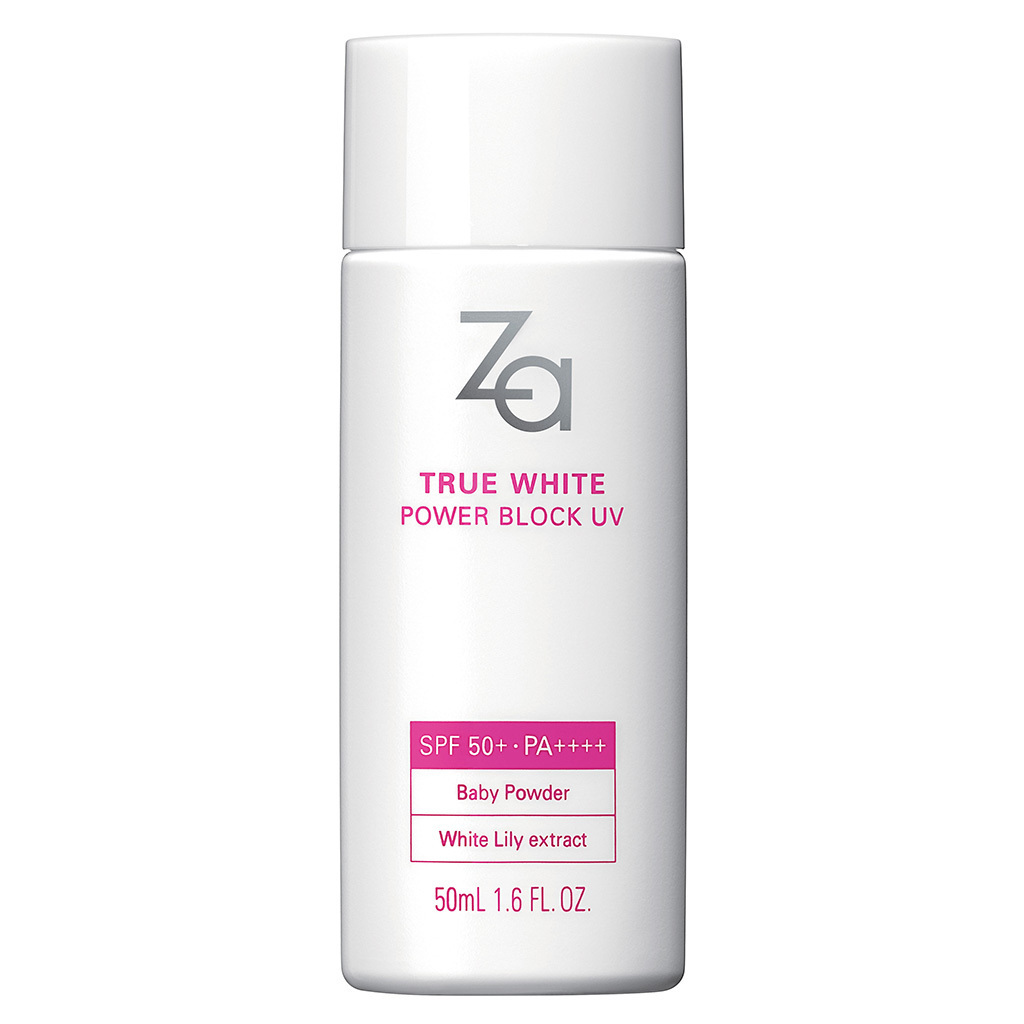 Za
TRUE WHITE
POWER BLOCK UV
SPF 50+・PA++++
Baby Powder
White Lily extract
50mL 1.6 FL. OZ.